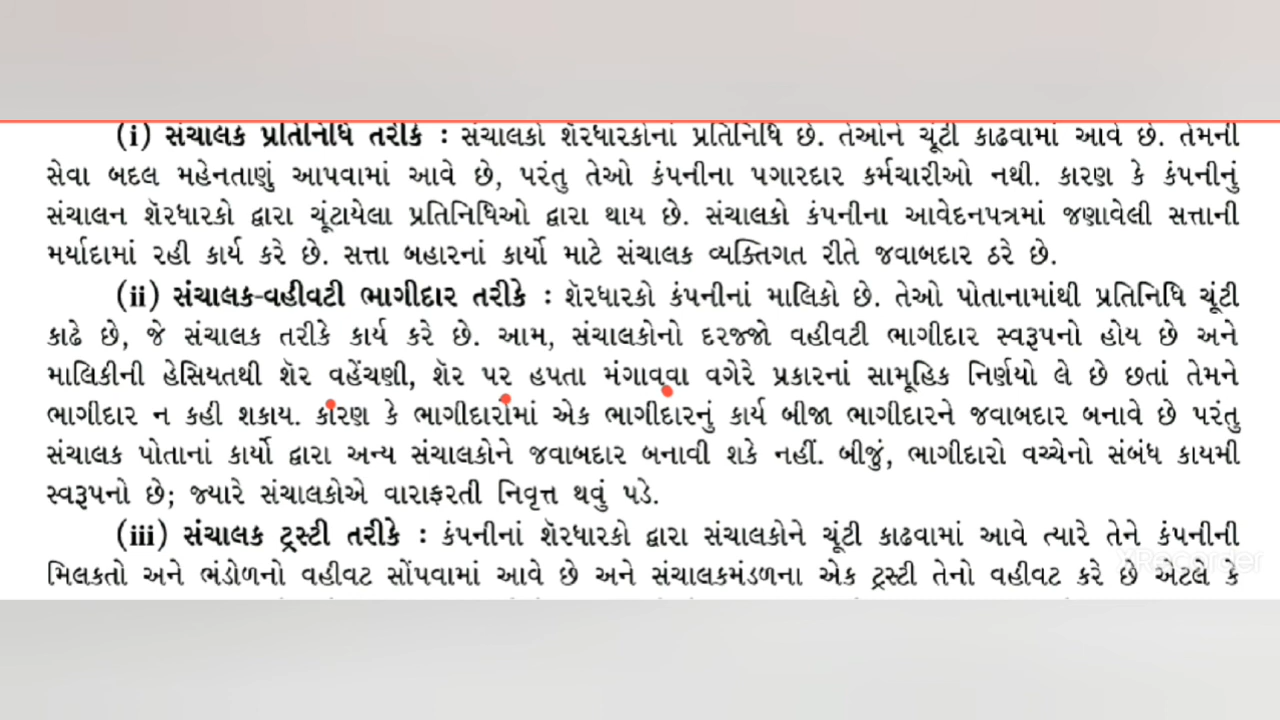 (i) સંચાલક પ્રતિનિધિ તરીકે : સંચાલકો શૅરધારકોનાં પ્રતિનિધિ છે. તેઓને ચૂંટી કાઢવામાં આવે છે. તેમની
સેવા બદલ મહેનતાણું આપવામાં આવે છે, પરંતુ તેઓ કંપનીના પગારદાર કર્મચારીઓ નથી. કારણ કે કંપનીનું
સંચાલન શૅરધારકો દ્વારા ચૂંટાયેલા પ્રતિનિધિઓ દ્વારા થાય છે. સંચાલકો કંપનીના આવેદનપત્રમાં જણાવેલી સત્તાની
મર્યાદામાં રહી કાર્ય કરે છે. સત્તા બહારનાં કાર્યો માટે સંચાલક વ્યક્તિગત રીતે જવાબદાર ઠરે છે.
(ii) સંચાલક-વહીવટી ભાગીદાર તરીકે : શૅરધારકો કંપનીનાં માલિકો છે. તેઓ પોતાનામાંથી પ્રતિનિધિ ચૂંટી
કાઢે છે, જે સંચાલક તરીકે કાર્ય કરે છે. આમ, સંચાલકોનો દરજ્જો વહીવટી ભાગીદાર સ્વરૂપનો હોય છે અને
માલિકીની હેસિયતથી શૅર વહેંચણી, શૅર પર હપતા મંગાવવા વગેરે પ્રકારનાં સામૂહિક નિર્ણયો લે છે છતાં તેમને
ભાગીદાર ન કહી શકાય. કારણ કે ભાગીદારોમાં એક ભાગીદારનું કાર્ય બીજા ભાગીદારને જવાબદાર બનાવે છે પરંતુ
સંચાલક પોતાનાં કાર્યો દ્વારા અન્ય સંચાલકોને જવાબદાર બનાવી શકે નહીં. બીજું, ભાગીદારો વચ્ચેનો સંબંધ કાયમી
સ્વરૂપનો છે; જ્યારે સંચાલકોએ વારાફરતી નિવૃત્ત થવું પડે.
(iii) સંચાલક ટ્રસ્ટી તરીકે : કંપનીનાં શૅરધારકો દ્વારા સંચાલકોને ચૂંટી કાઢવામાં આવે ત્યારે તેને કંપનીની
મિલકતો અને ભંડોળનો વહીવટ સોંપવામાં આવે છે અને સંચાલકમંડળના એક ટ્રસ્ટી તેનો વહીવટ કરે છે એટલે કે
XRecorder